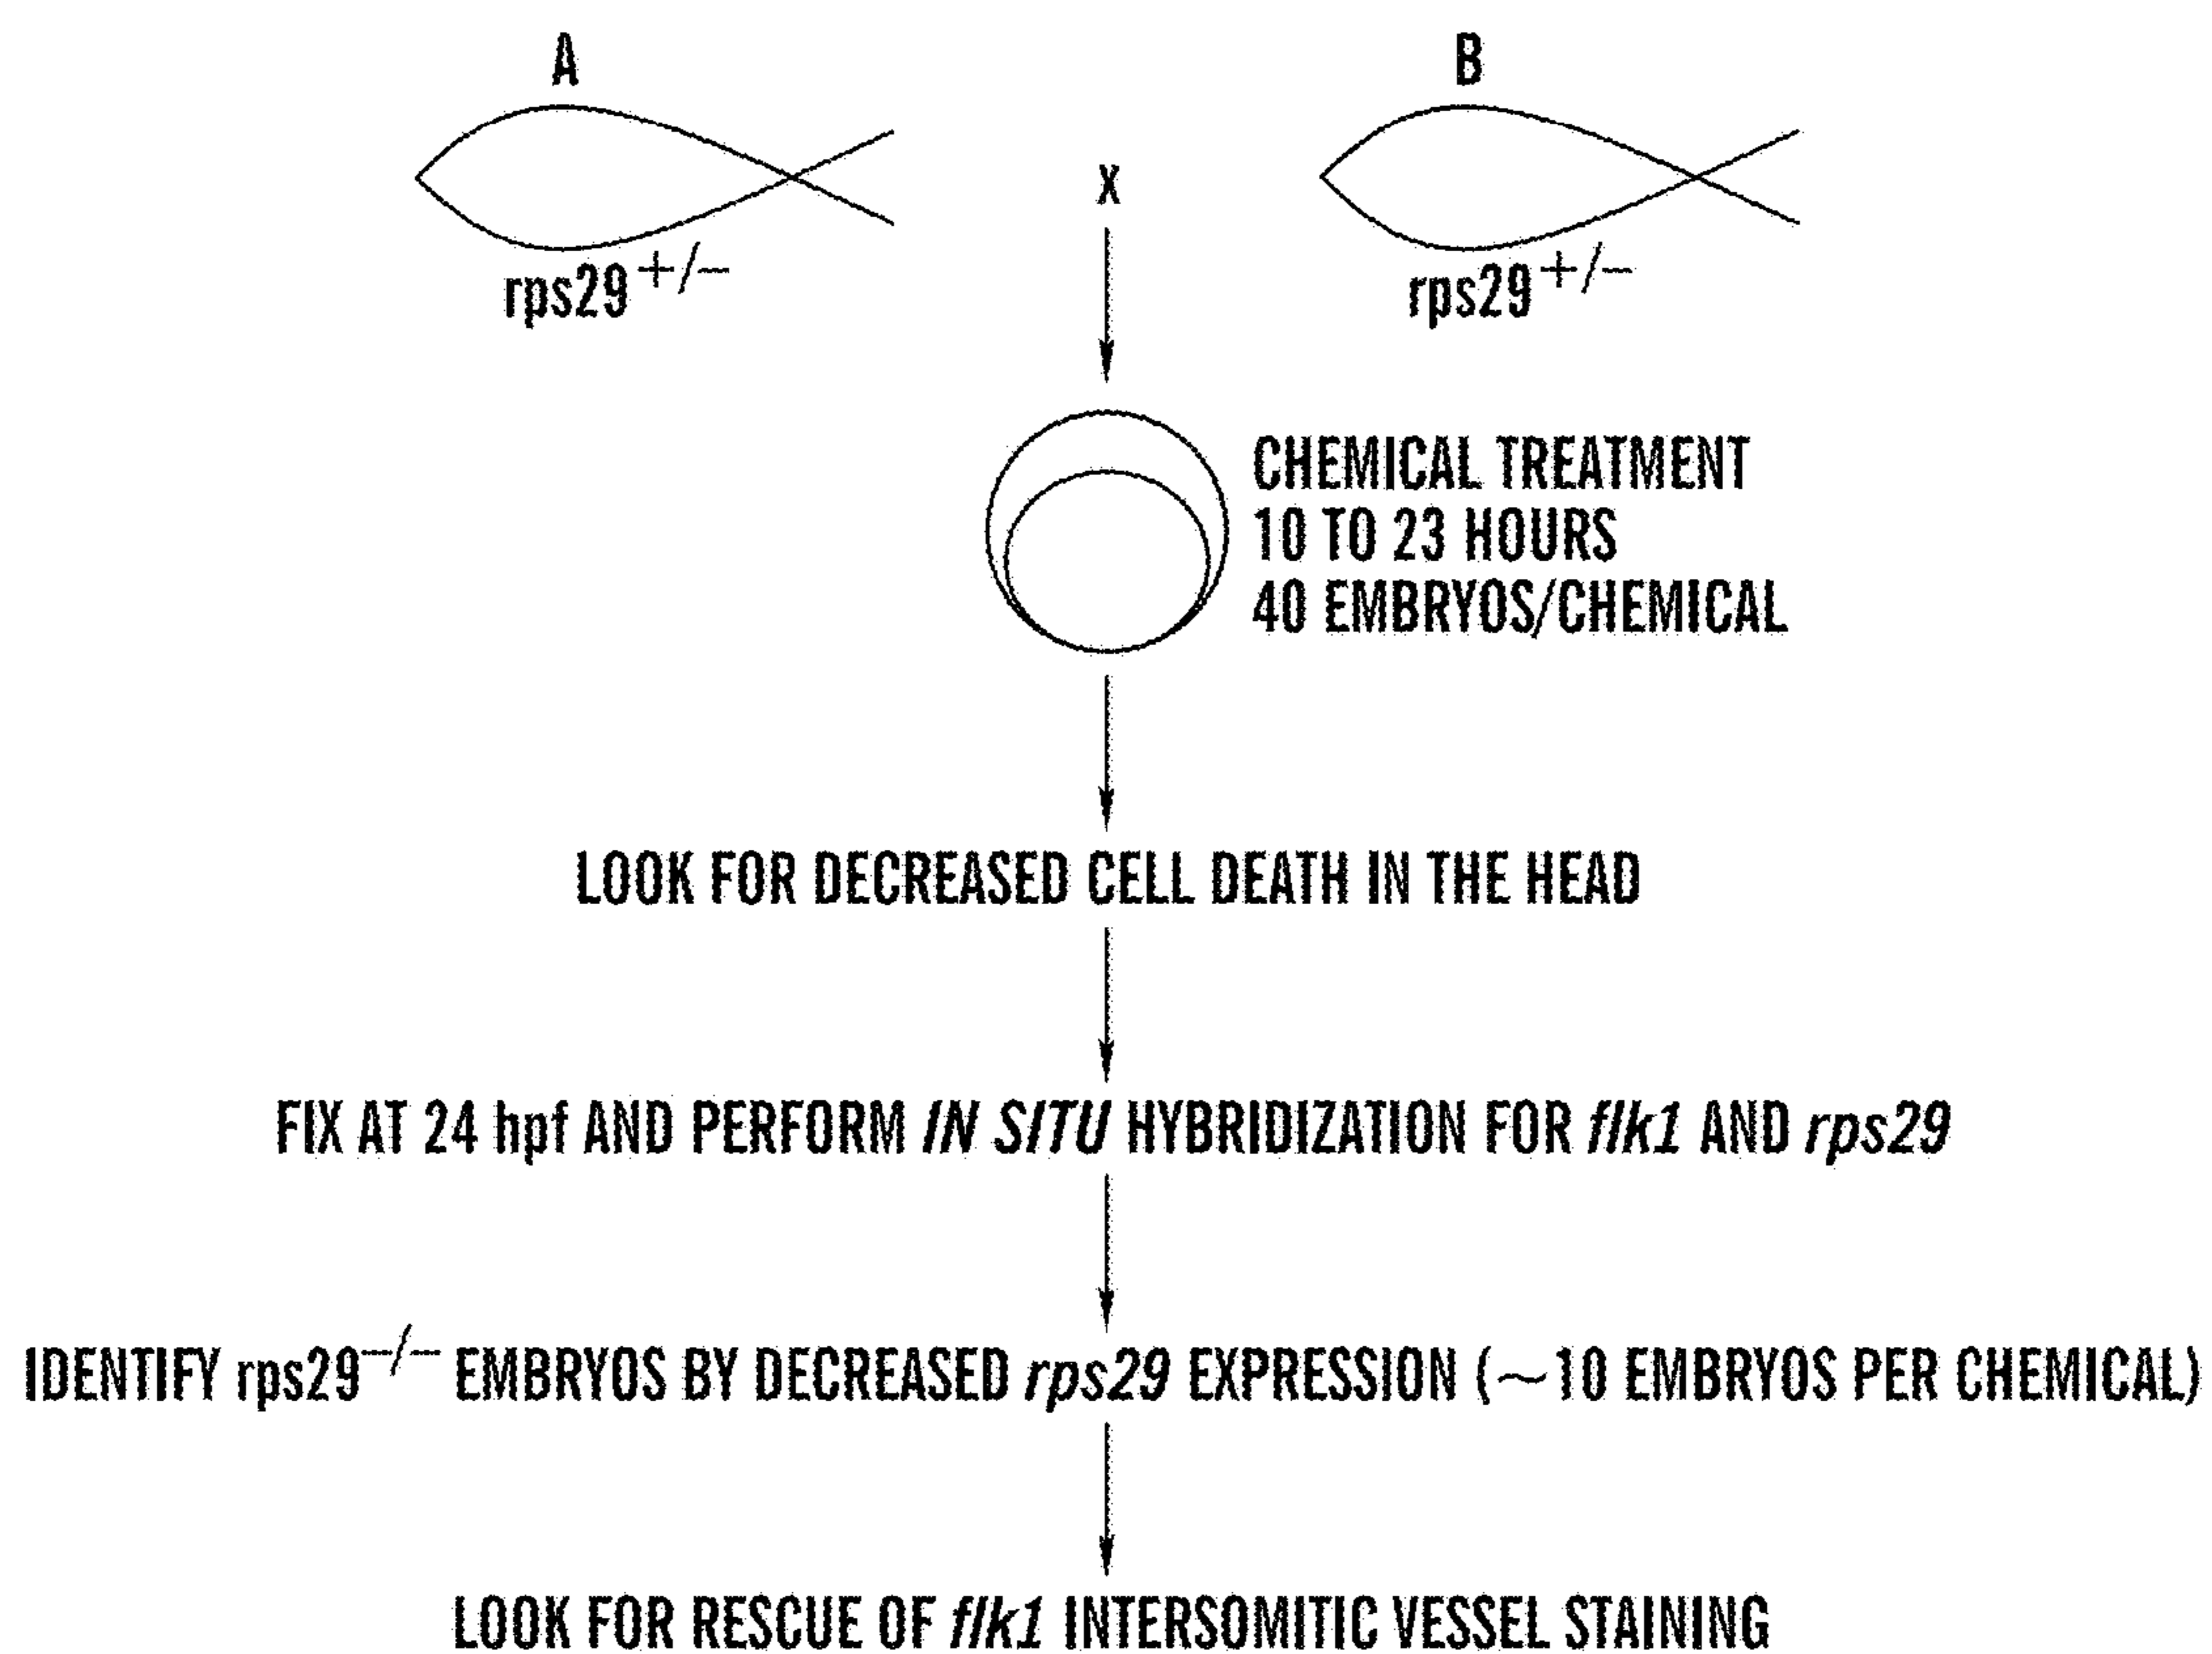 A B
x
rps29+/− rps29+/−
CHEMICAL TREATMENT
10 TO 23 HOURS
40 EMBRYOS/CHEMICAL
LOOK FOR DECREASED CELL DEATH IN THE HEAD
FIX AT 24 hpf AND PERFORM IN SITU HYBRIDIZATION FOR flk1 AND rps29
IDENTIFY rps29−/− EMBRYOS BY DECREASED rps29 EXPRESSION (~10 EMBRYOS PER CHEMICAL)
LOOK FOR RESCUE OF flk1 INTERSOMITIC VESSEL STAINING